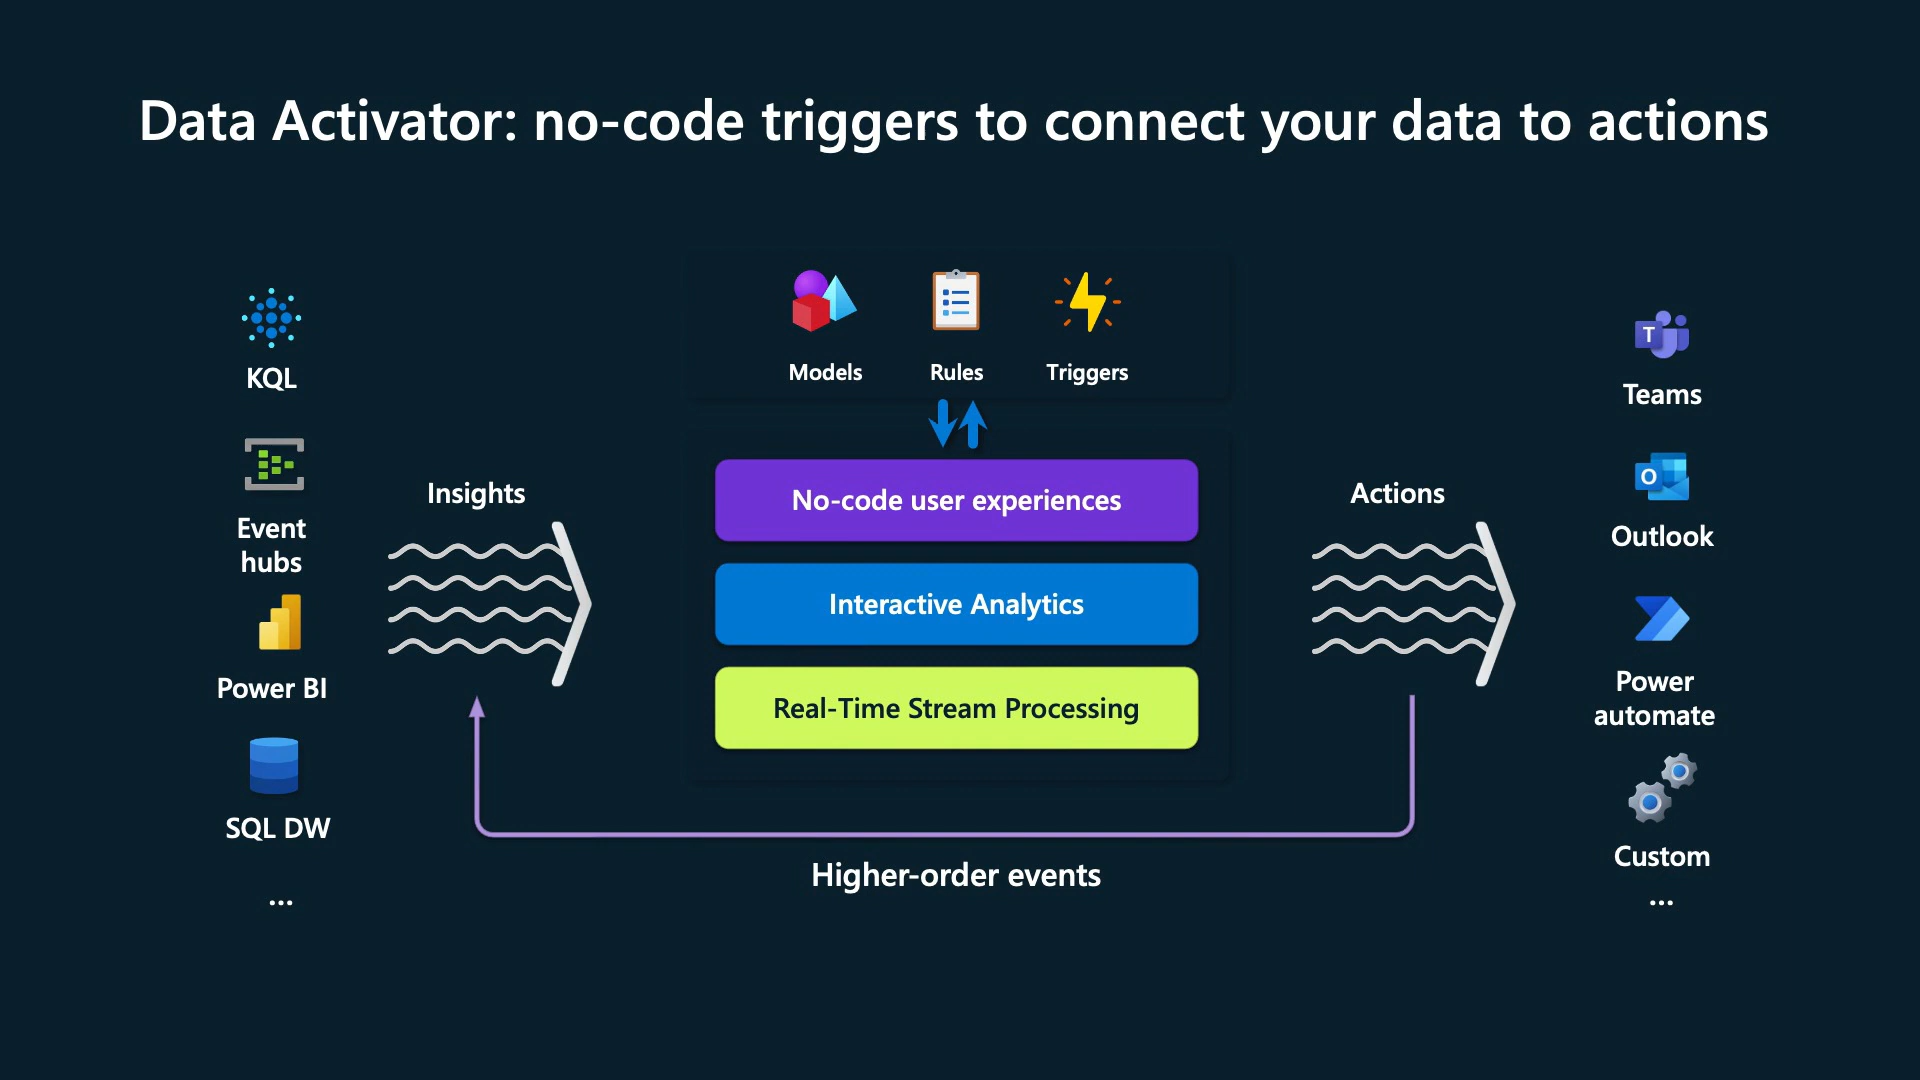 Data Activator: no-code triggers to connect your data to actions
KQL
Event
hubs
Power BI
SQL DW
...
Insights
Models
Rules
Triggers
No-code user experiences
Interactive Analytics
Real-Time Stream Processing
Higher-order events
Actions
T
Teams
O
Outlook
Power
automate
Custom
...